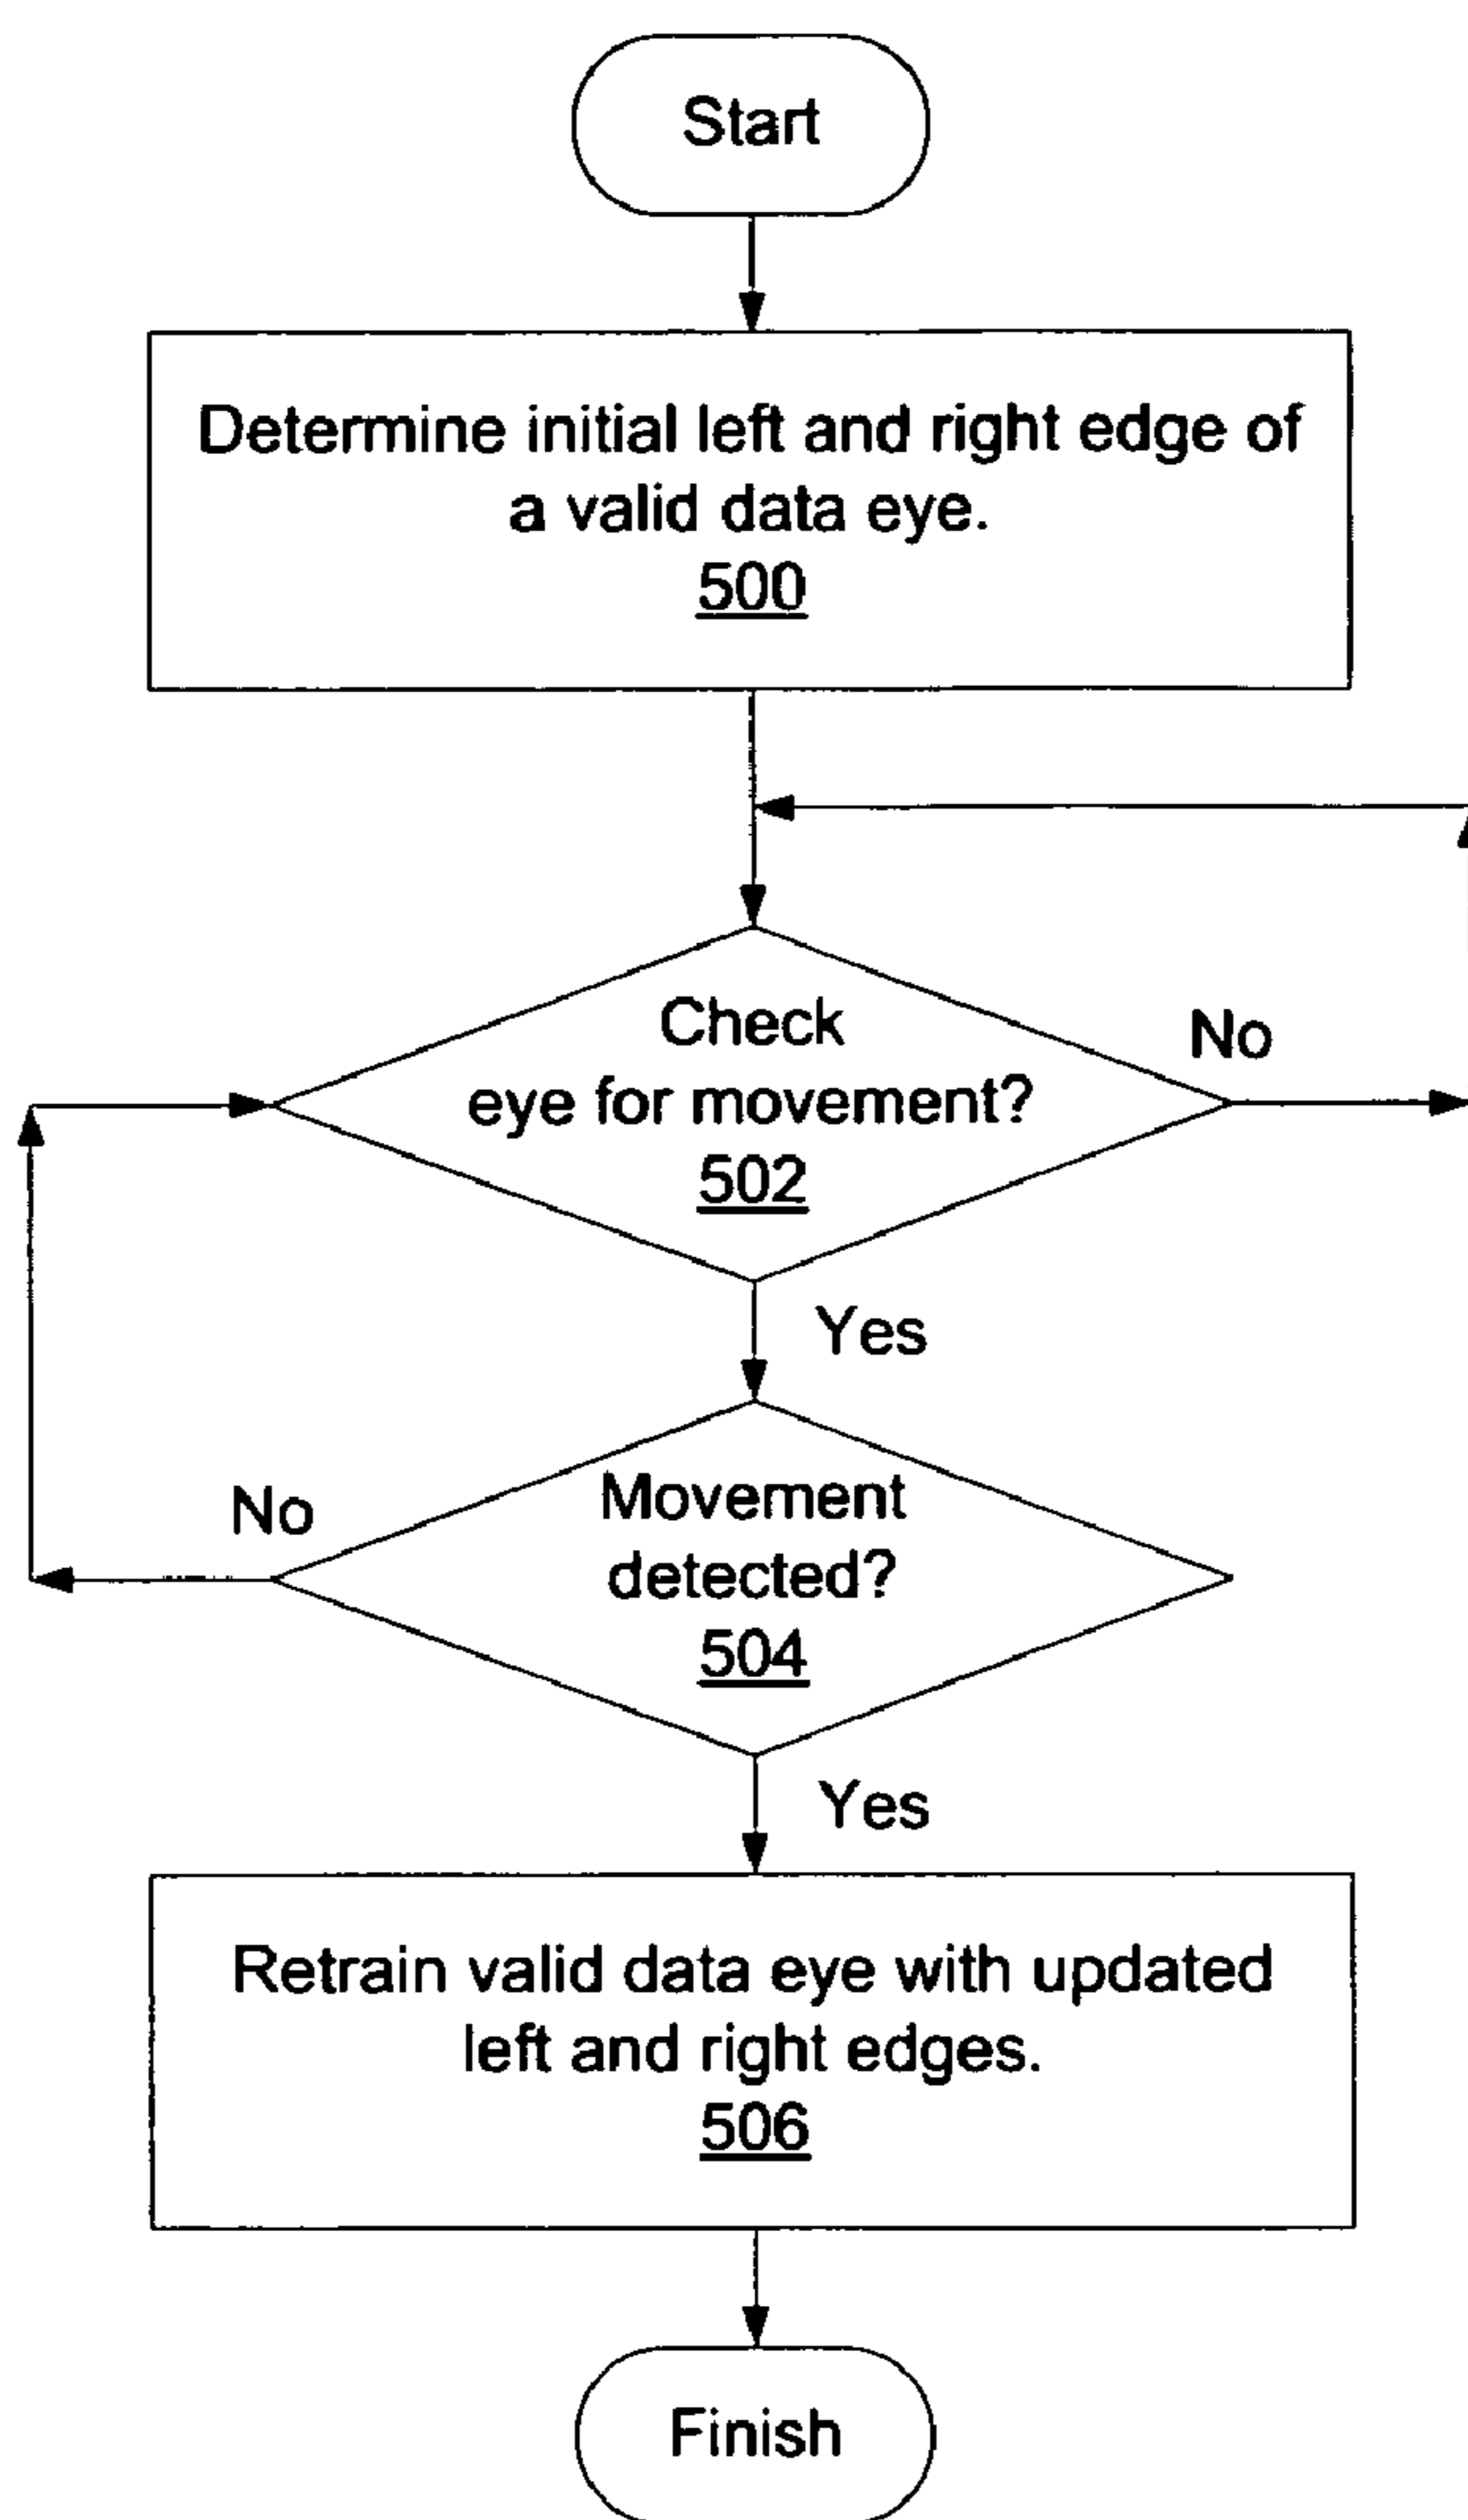 Start
Determine initial left and right edge of
a valid data eye.
500
Check
eye for movement?
502
No
Yes
Movement
detected?
504
No
Yes
Retrain valid data eye with updated
left and right edges.
506
Finish